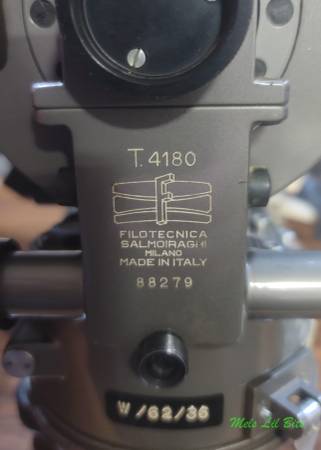 T. 4180
FILOTECNICA
SALMOIRAGHI
MILANO
MADE IN ITALY
88279
W/62/36
Mels Lil Bits